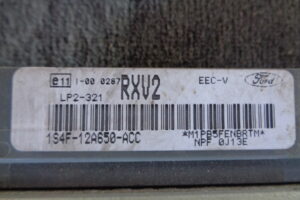 e11 1-00 0287 RXV2 EEC-V Ford
LP2-321
1S4F-12A650-ACC *M1PB5FENBRTM*
NPF 0J13E